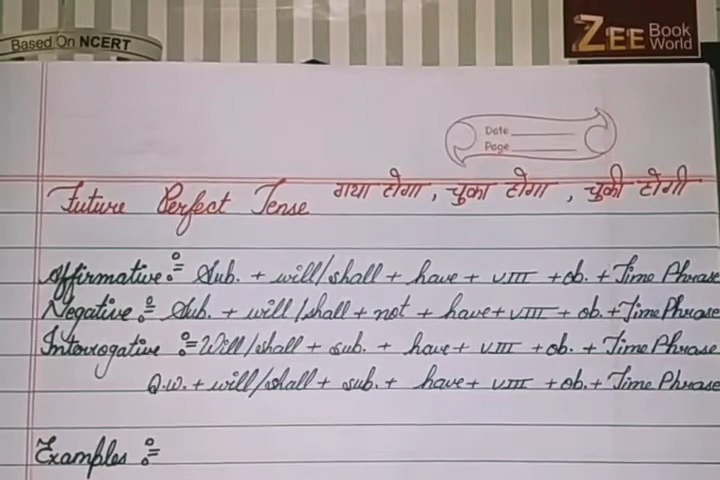 Based On NCERT
ZEE Book World
Date
Page
Future Perfect Tense गया होगा, चुका होगा, चुकी होगी
Affirmative := Sub. + will/shall + have + VIII + ob. + Time Phrase
Negative := Sub. + will/shall + not + have + VIII + ob. + Time Phrase
Interrogative := Will/shall + sub. + have + VIII + ob. + Time Phrase
Q.W. + will/shall + sub. + have + VIII + ob. + Time Phrase
Examples :=